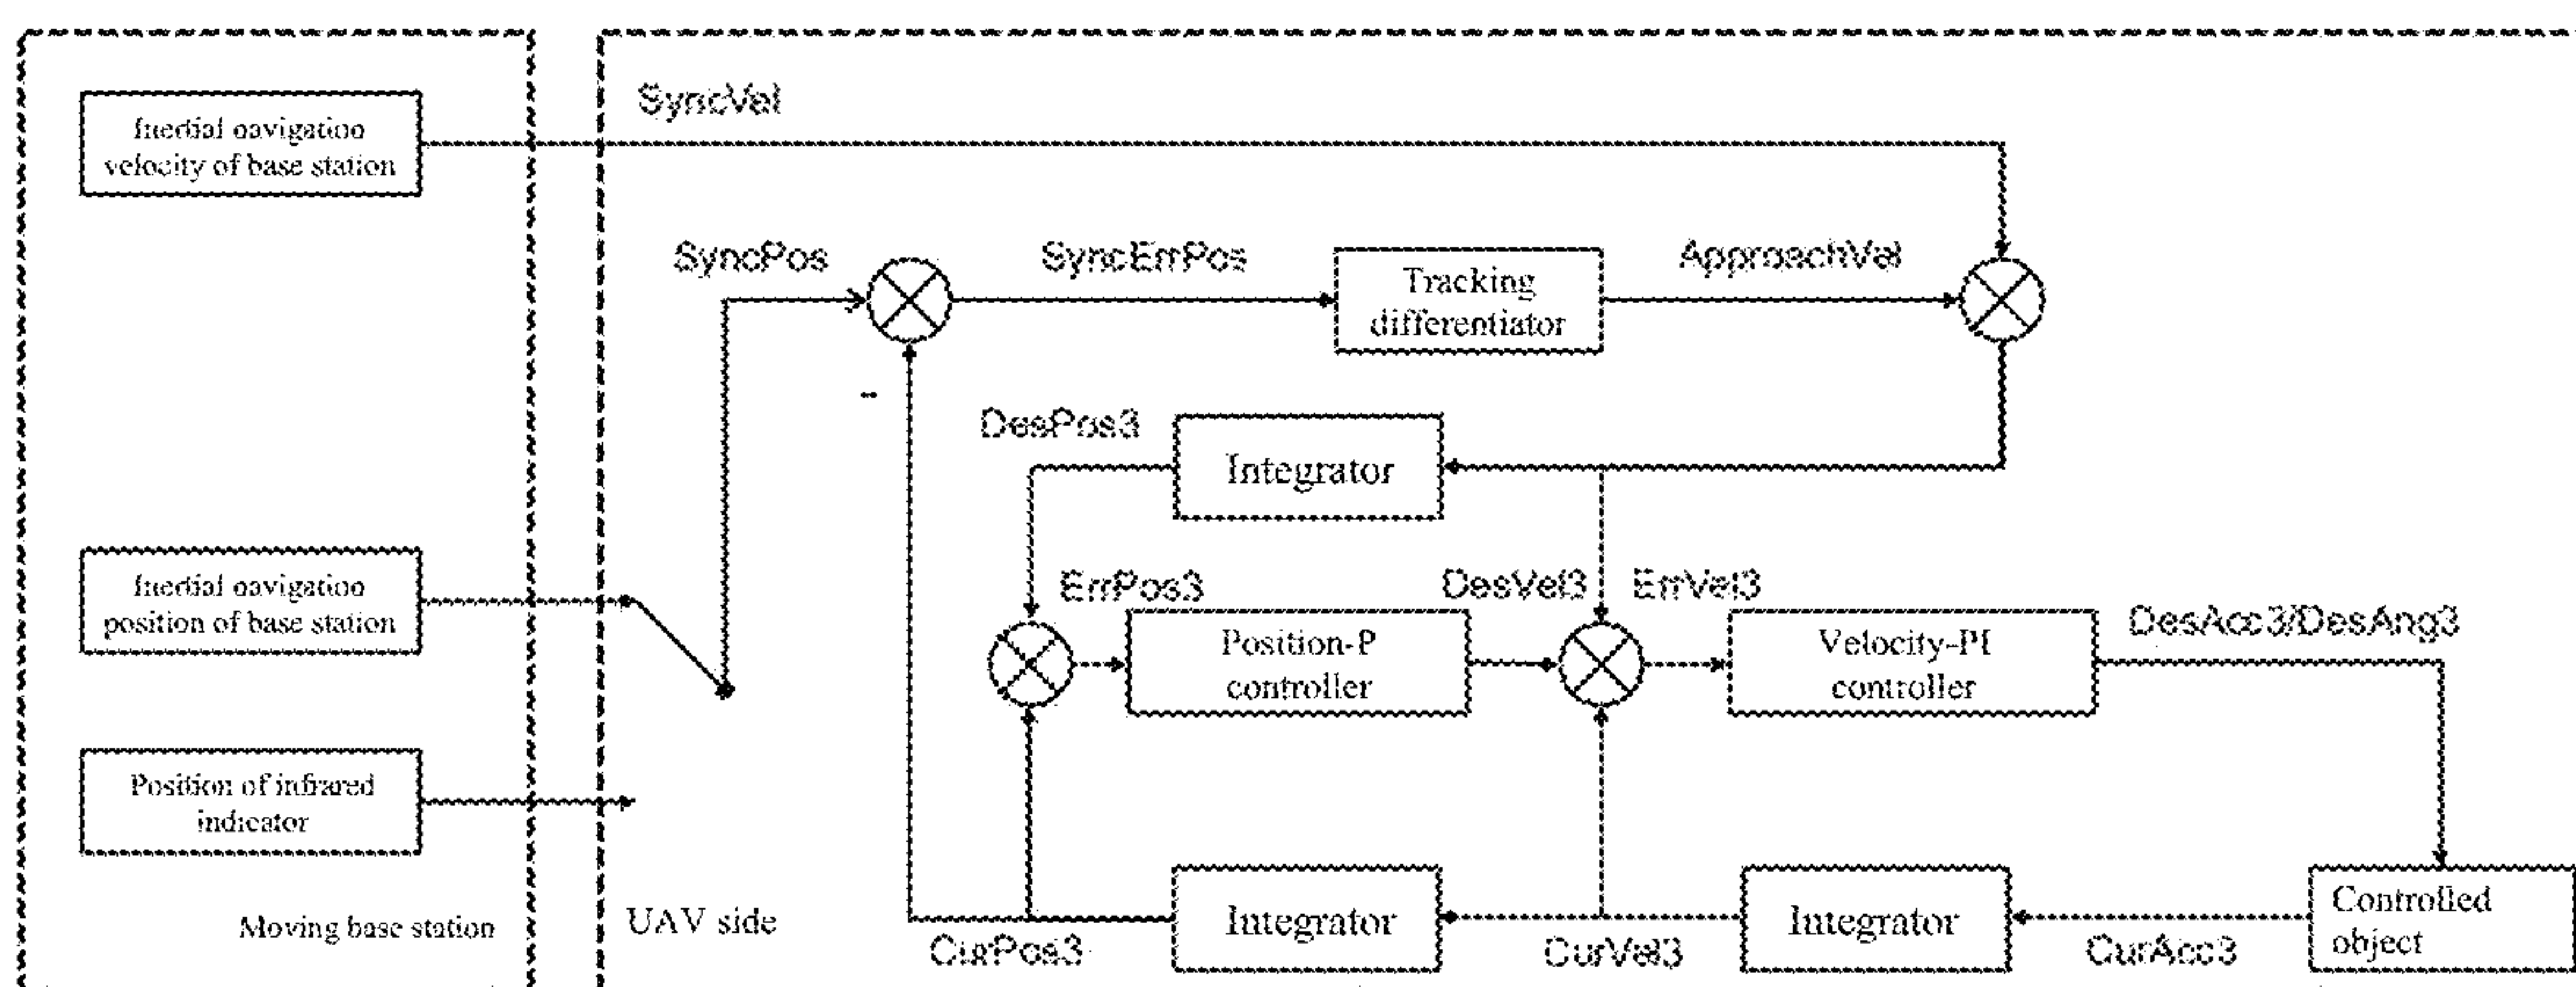 SyncVel
Inertial navigation
velocity of base station
SyncPos
SyncErrPos
Tracking
differentiator
ApproachVel
-
DesPos3
Integrator
Inertial navigation
position of base station
ErrPos3
Position-P
controller
DesVel3
ErrVel3
Velocity-PI
controller
DesAcc3/DesAng3
Position of infrared
indicator
Moving base station
UAV side
CurPos3
Integrator
CurVel3
Integrator
CurAcc3
Controlled
object